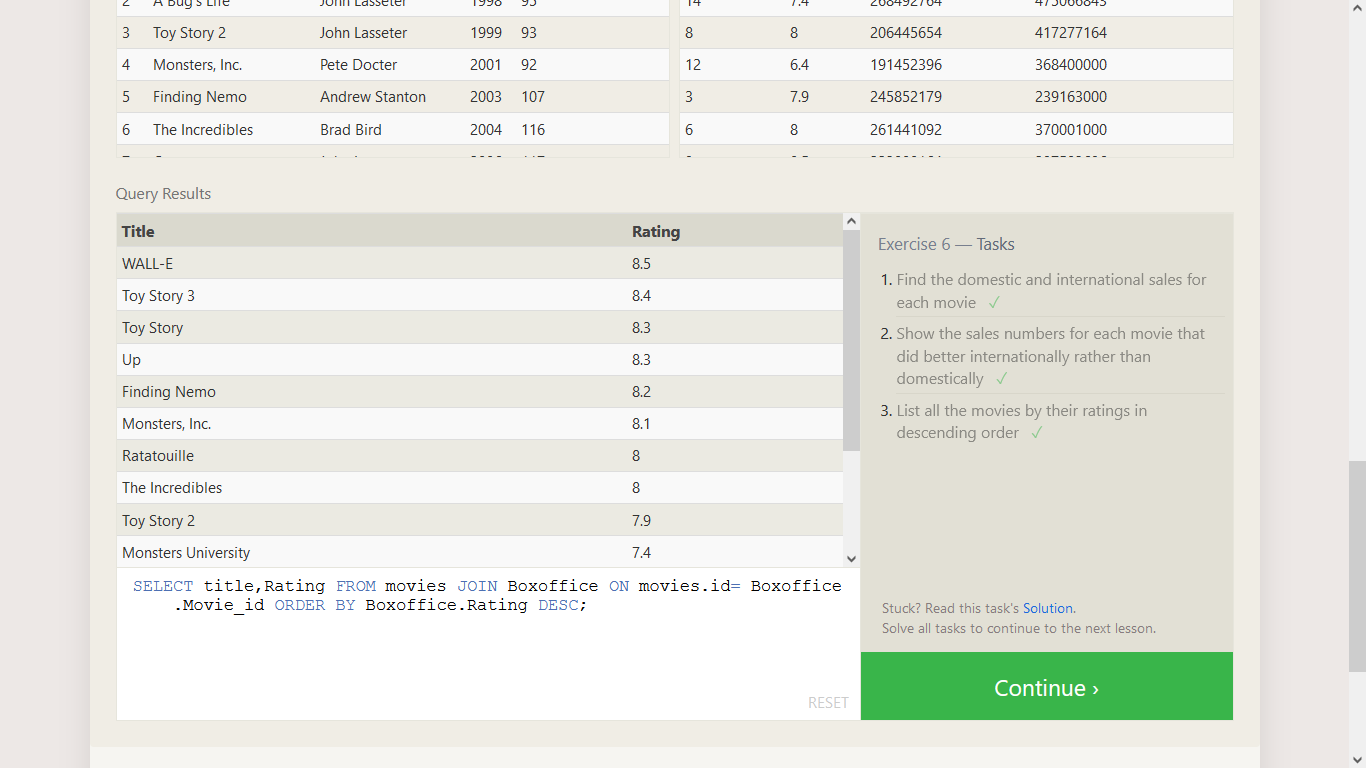 2 A Bug's Life John Lasseter 1998 95 14 7.4 268492764 475066843
3 Toy Story 2 John Lasseter 1999 93 8 8 206445654 417277164
4 Monsters, Inc. Pete Docter 2001 92 12 6.4 191452396 368400000
5 Finding Nemo Andrew Stanton 2003 107 3 7.9 245852179 239163000
6 The Incredibles Brad Bird 2004 116 6 8 261441092 370001000
Query Results
Title Rating
WALL-E 8.5
Toy Story 3 8.4
Toy Story 8.3
Up 8.3
Finding Nemo 8.2
Monsters, Inc. 8.1
Ratatouille 8
The Incredibles 8
Toy Story 2 7.9
Monsters University 7.4
SELECT title,Rating FROM movies JOIN Boxoffice ON movies.id= Boxoffice
.Movie_id ORDER BY Boxoffice.Rating DESC;
RESET
Exercise 6 — Tasks
1. Find the domestic and international sales for
each movie ✓
2. Show the sales numbers for each movie that
did better internationally rather than
domestically ✓
3. List all the movies by their ratings in
descending order ✓
Stuck? Read this task's Solution.
Solve all tasks to continue to the next lesson.
Continue ›